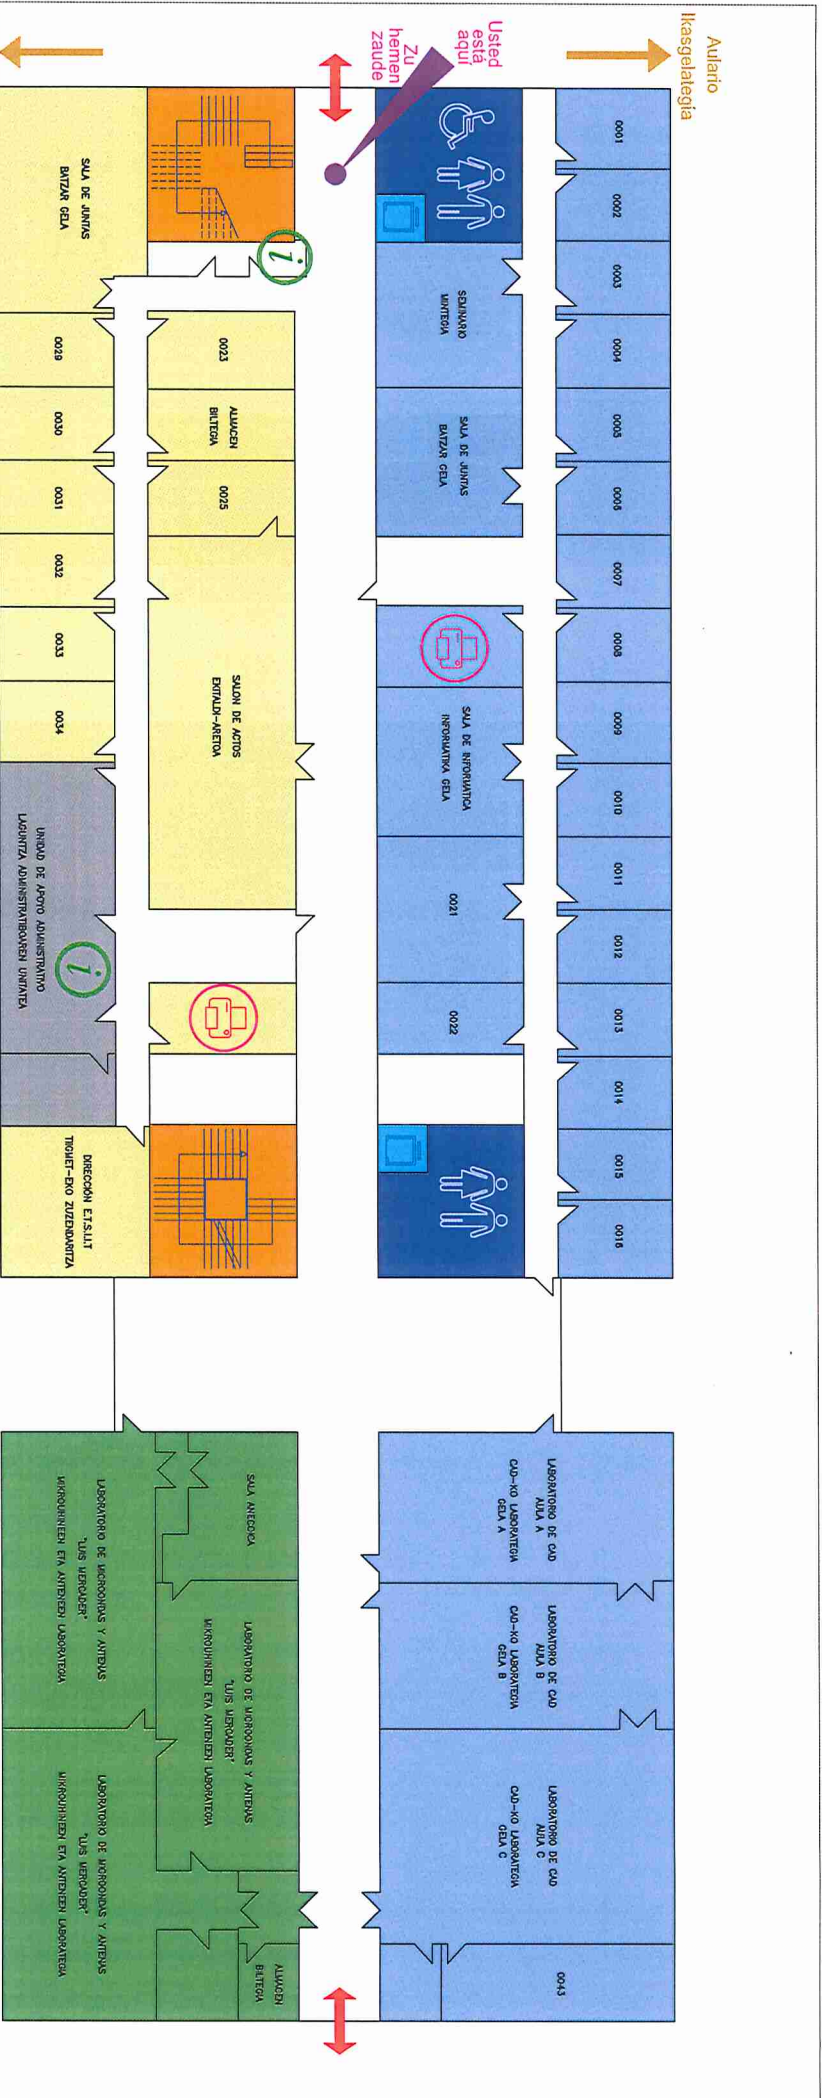 Aulario
Ikasgelategia
Usted
está
aquí
Zu
hemen
zaude
0001
0002
0003
0004
0005
0006
0007
0008
0009
0010
0011
0012
0013
0014
0015
0016
SEMINARIO
MINTEGIA
SALA DE JUNTAS
BATZAR GELA
SALA DE INFORMATICA
INFORMATIKA GELA
0021
0022
i
0023
ALMACEN
BILTEGIA
0025
SALON DE ACTOS
EKITALDI-ARETOA
SALA DE JUNTAS
BATZAR GELA
0029
0030
0031
0032
0033
0034
UNIDAD DE APOYO ADMINISTRATIVO
LAGUNTZA ADMINISTRATIBOAREN UNITATEA
i
DIRECCIÓN E.T.S.I.I.T
TIIGMET-EKO ZUZENDARITZA
LABORATORIO DE CAD
AULA A
CAD-KO LABORATEGIA
GELA A
LABORATORIO DE CAD
AULA B
CAD-KO LABORATEGIA
GELA B
LABORATORIO DE CAD
AULA C
CAD-KO LABORATEGIA
GELA C
0043
SALA ANECOICA
LABORATORIO DE MICROONDAS Y ANTENAS
"LUIS MERCADER"
MIKROUHINEEN ETA ANTENEEN LABORATEGIA
ALMACEN
BILTEGIA
LABORATORIO DE MICROONDAS Y ANTENAS
"LUIS MERCADER"
MIKROUHINEEN ETA ANTENEEN LABORATEGIA
LABORATORIO DE MICROONDAS Y ANTENAS
"LUIS MERCADER"
MIKROUHINEEN ETA ANTENEEN LABORATEGIA